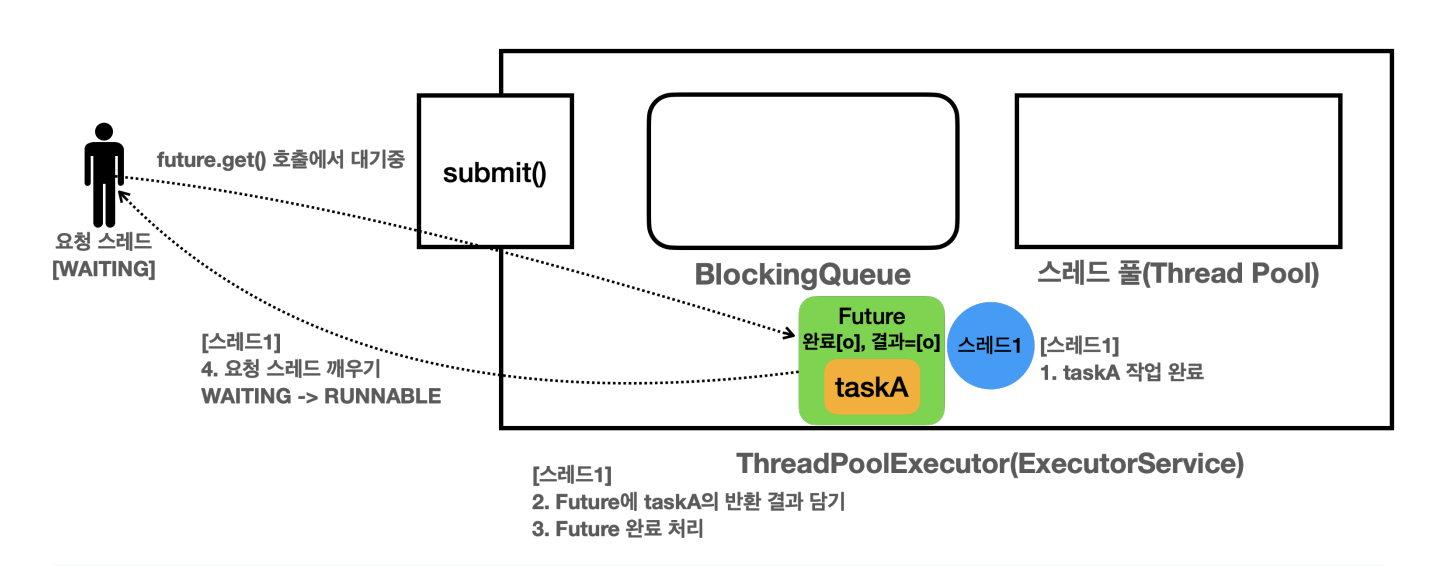 future.get() 호출에서 대기중
submit()
요청 스레드
[WAITING]
BlockingQueue
스레드 풀(Thread Pool)
Future
완료[o], 결과=[o]
taskA
스레드1
[스레드1]
1. taskA 작업 완료
[스레드1]
4. 요청 스레드 깨우기
WAITING -> RUNNABLE
ThreadPoolExecutor(ExecutorService)
[스레드1]
2. Future에 taskA의 반환 결과 담기
3. Future 완료 처리